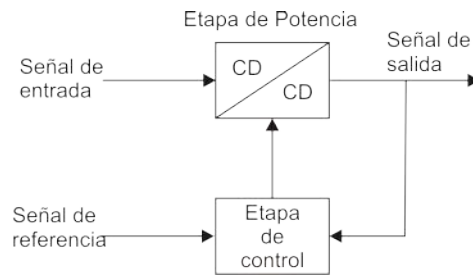 Etapa de Potencia
Señal de
entrada
CD
CD
Señal de
salida
Señal de
referencia
Etapa
de
control